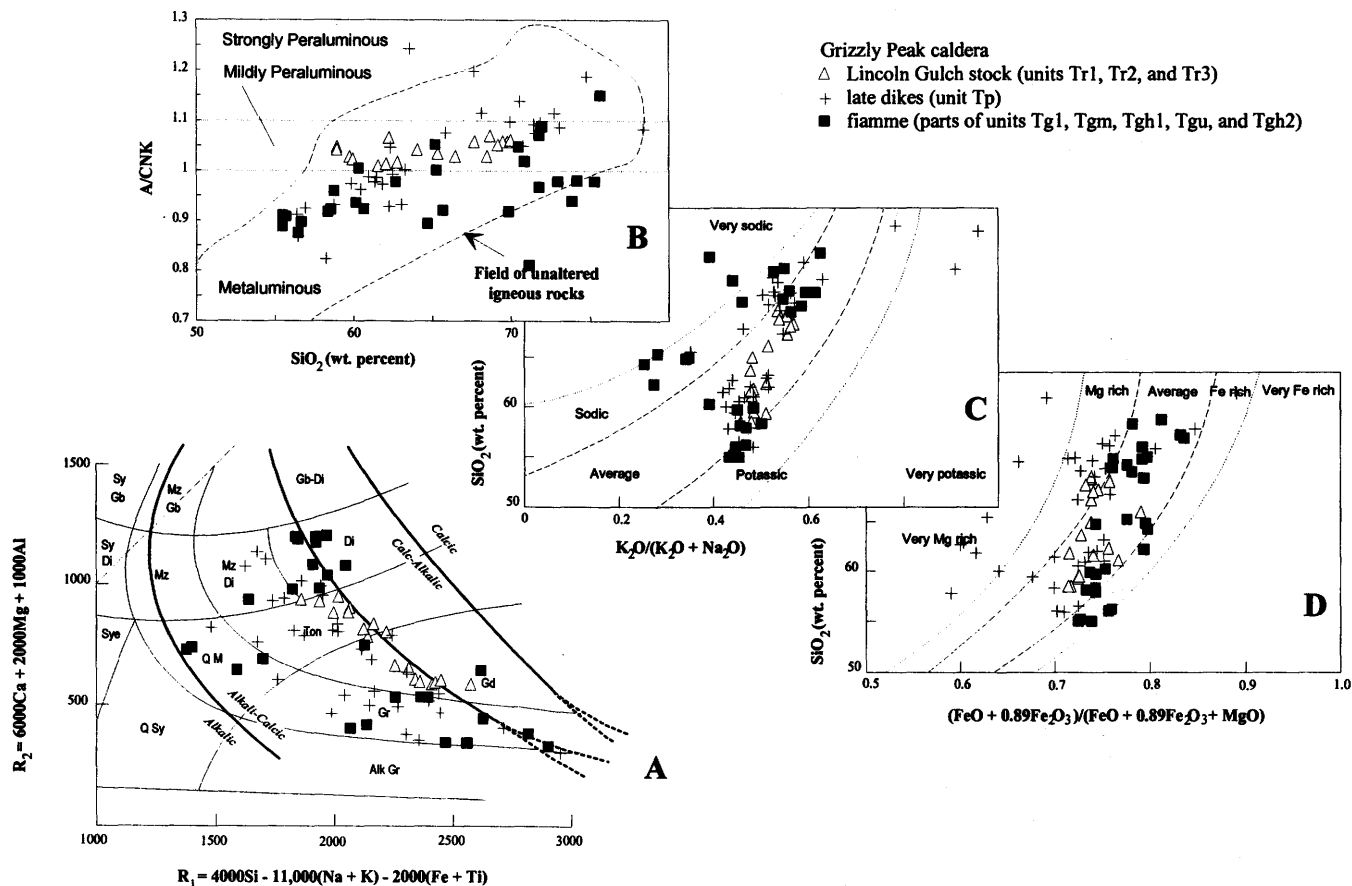 Grizzly Peak caldera
△ Lincoln Gulch stock (units Tr1, Tr2, and Tr3)
+ late dikes (unit Tp)
■ fiamme (parts of units Tg1, Tgm, Tgh1, Tgu, and Tgh2)
1.3
1.2
1.1
1
0.9
0.8
0.7
A/CNK
Strongly Peraluminous
Mildly Peraluminous
Metaluminous
Field of unaltered
igneous rocks
B
50
60
70
SiO2 (wt. percent)
Very sodic
Sodic
Average
Potassic
Very potassic
C
70
60
50
SiO2 (wt. percent)
0
0.2
0.4
0.6
K2O/(K2O + Na2O)
Mg rich
Average
Fe rich
Very Fe rich
Very Mg rich
D
60
50
SiO2 (wt. percent)
0.5
0.6
0.7
0.8
0.9
1.0
(FeO + 0.89Fe2O3)/(FeO + 0.89Fe2O3 + MgO)
1500
1000
500
0
R2 = 6000Ca + 2000Mg + 1000Al
Sy
Gb
Mz
Gb
Gb-Di
Sy
Di
Mz
Mz
Di
Di
Calcic
Calc-Alkalic
Sye
Q M
Ton
Gd
Gr
Alkali-Calcic
Alkalic
Q Sy
Alk Gr
A
1000
1500
2000
2500
3000
R1 = 4000Si - 11,000(Na + K) - 2000(Fe + Ti)